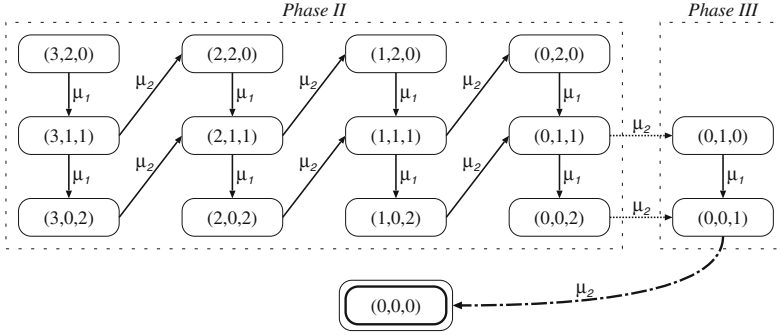 Phase II Phase III
(3,2,0) (2,2,0) (1,2,0) (0,2,0)
μ1 μ2 μ1 μ2 μ1 μ2 μ1
(3,1,1) (2,1,1) (1,1,1) (0,1,1) μ2 (0,1,0)
μ1 μ2 μ1 μ2 μ1 μ2 μ1 μ1
(3,0,2) (2,0,2) (1,0,2) (0,0,2) μ2 (0,0,1)
μ2
(0,0,0)